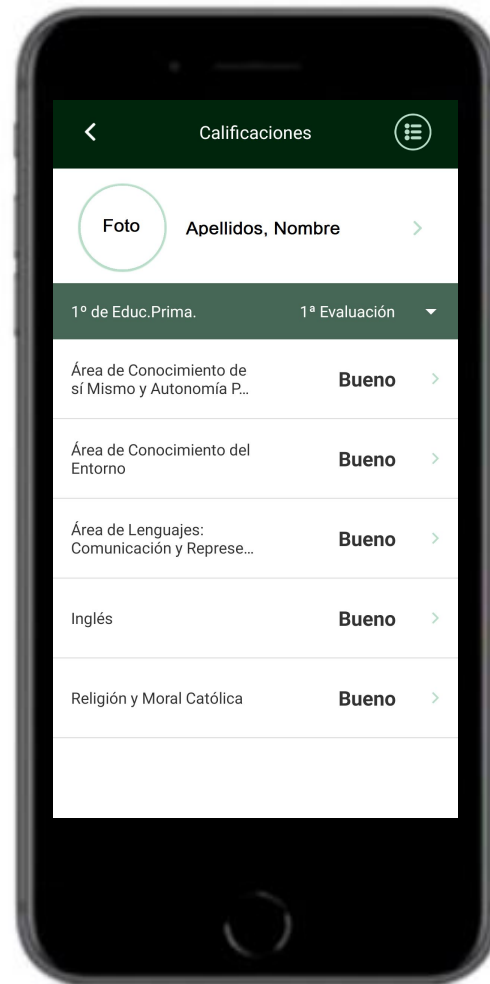 Calificaciones
Foto
Apellidos, Nombre
1º de Educ.Prima.
1ª Evaluación
Área de Conocimiento de
sí Mismo y Autonomía P...
Bueno
Área de Conocimiento del
Entorno
Bueno
Área de Lenguajes:
Comunicación y Represe...
Bueno
Inglés
Bueno
Religión y Moral Católica
Bueno